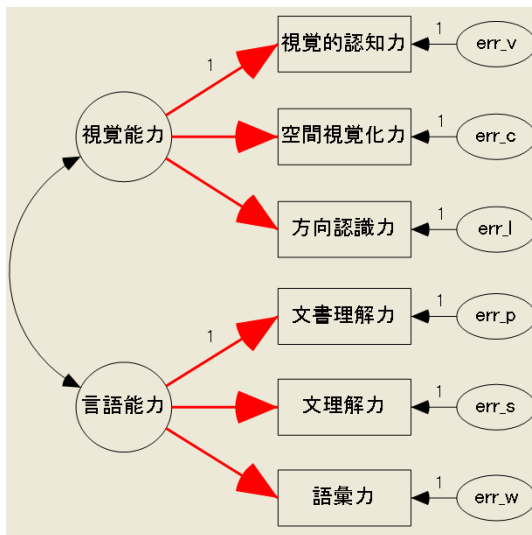 視覚的認知力
1
1
err_v
視覚能力
空間視覚化力
1
err_c
方向認識力
1
err_l
文書理解力
1
1
err_p
言語能力
文理解力
1
err_s
語彙力
1
err_w